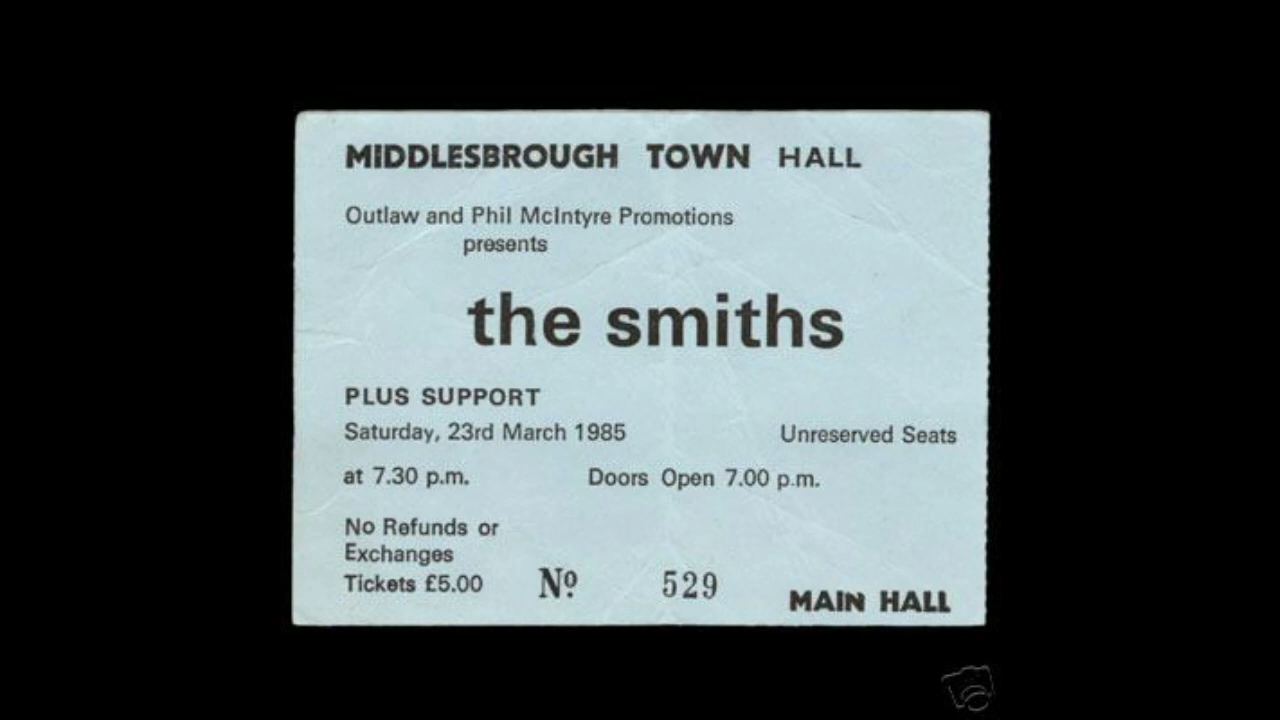 MIDDLESBROUGH TOWN HALL
Outlaw and Phil McIntyre Promotions
presents
the smiths
PLUS SUPPORT
Saturday, 23rd March 1985 Unreserved Seats
at 7.30 p.m. Doors Open 7.00 p.m.
No Refunds or
Exchanges
Tickets £5.00 Nº 529 MAIN HALL